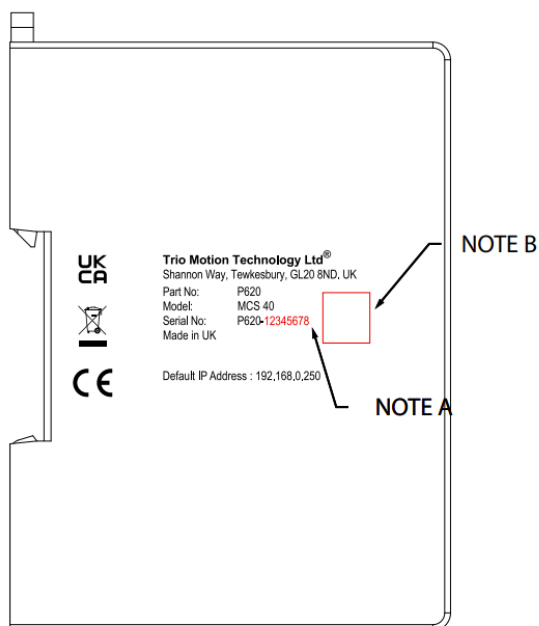 NOTE B
UK
CA
Trio Motion Technology Ltd®
Shannon Way, Tewkesbury, GL20 8ND. UK
Part No: P620
Model: MCS 40
Serial No: P620-12345678
Made in UK
CE
Default IP Address : 192,168,0,250
NOTE A